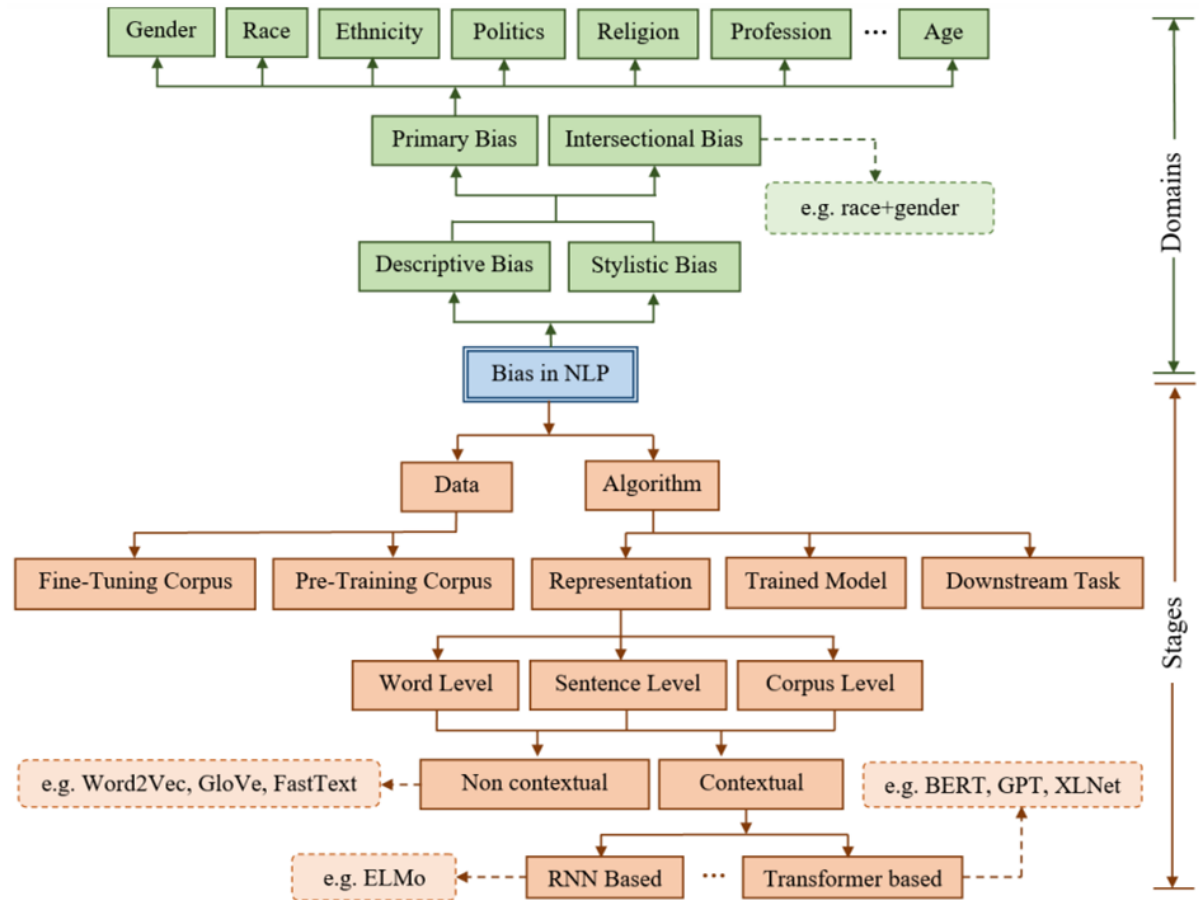 Gender
Race
Ethnicity
Politics
Religion
Profession
...
Age
Primary Bias
Intersectional Bias
e.g. race+gender
Domains
Descriptive Bias
Stylistic Bias
Bias in NLP
Data
Algorithm
Fine-Tuning Corpus
Pre-Training Corpus
Representation
Trained Model
Downstream Task
Stages
Word Level
Sentence Level
Corpus Level
e.g. Word2Vec, GloVe, FastText
Non contextual
Contextual
e.g. BERT, GPT, XLNet
e.g. ELMo
RNN Based
...
Transformer based